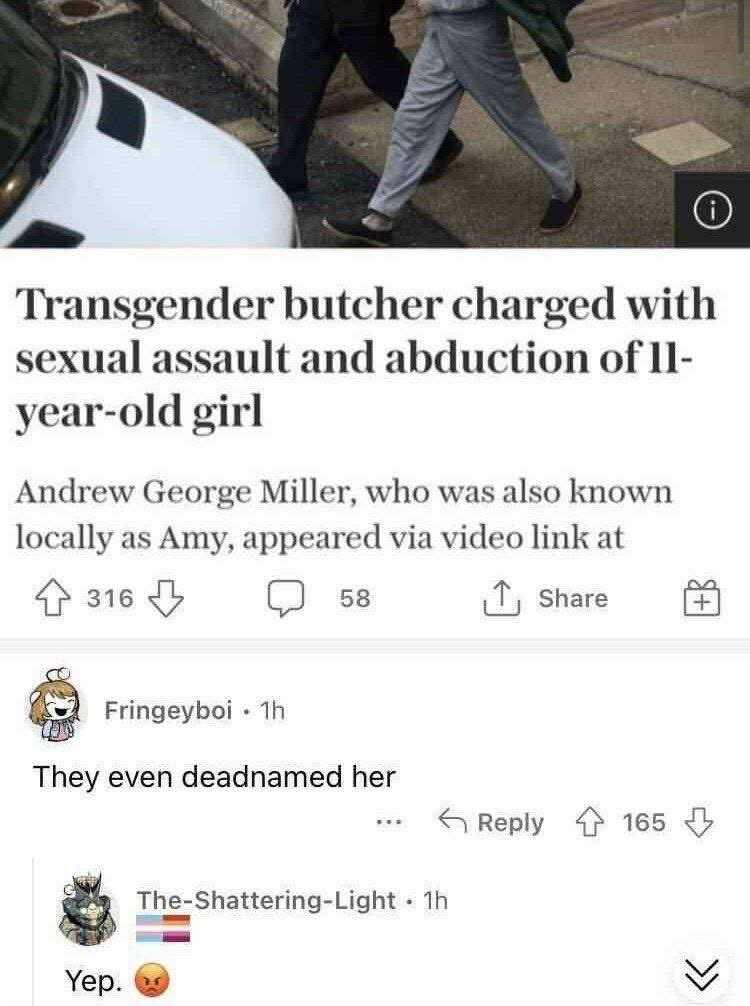 Transgender butcher charged with
sexual assault and abduction of 11-
year-old girl
Andrew George Miller, who was also known
locally as Amy, appeared via video link at
316
58
Share
Fringeyboi • 1h
They even deadnamed her
... Reply 165
The-Shattering-Light • 1h
Yep. 😡